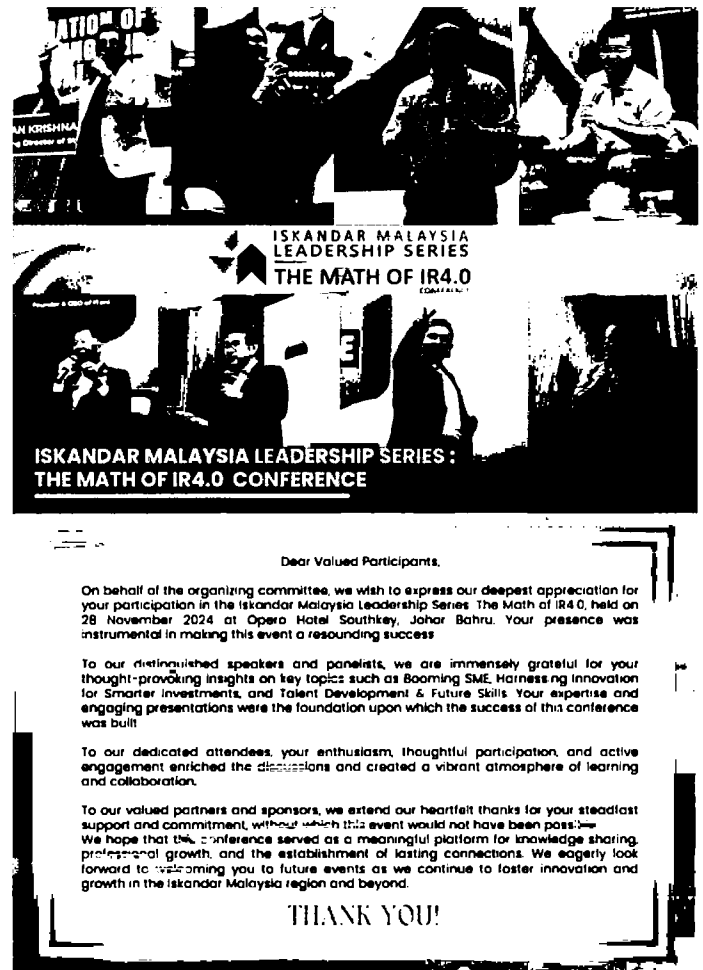 ATION OF
AN KRISHNA
g Director of
ISKANDAR MALAYSIA
LEADERSHIP SERIES
THE MATH OF IR4.0
CONFERENCE
Founder & CEO of
E
ISKANDAR MALAYSIA LEADERSHIP SERIES :
THE MATH OF IR4.0 CONFERENCE
Dear Valued Participants,
On behalf of the organizing committee, we wish to express our deepest appreciation for
your participation in the Iskandar Malaysia Leadership Series The Math of IR4.0, held on
28 November 2024 at Opero Hotel Southkey, Johor Bahru. Your presence was
instrumental in making this event a resounding success
To our distinguished speakers and panelists, we are immensely grateful for your
thought-provoking insights on key topics such as Booming SME, Harnessing Innovation
for Smarter Investments, and Talent Development & Future Skills. Your expertise and
engaging presentations were the foundation upon which the success of this conference
was built
To our dedicated attendees, your enthusiasm, thoughtful participation, and active
engagement enriched the discussions and created a vibrant atmosphere of learning
and collaboration.
To our valued partners and sponsors, we extend our heartfelt thanks for your steadfast
support and commitment, without which this event would not have been possible
We hope that this conference served as a meaningful platform for knowledge sharing,
professional growth, and the establishment of lasting connections. We eagerly look
forward to welcoming you to future events as we continue to foster innovation and
growth in the Iskandar Malaysia region and beyond.
THANK YOU!